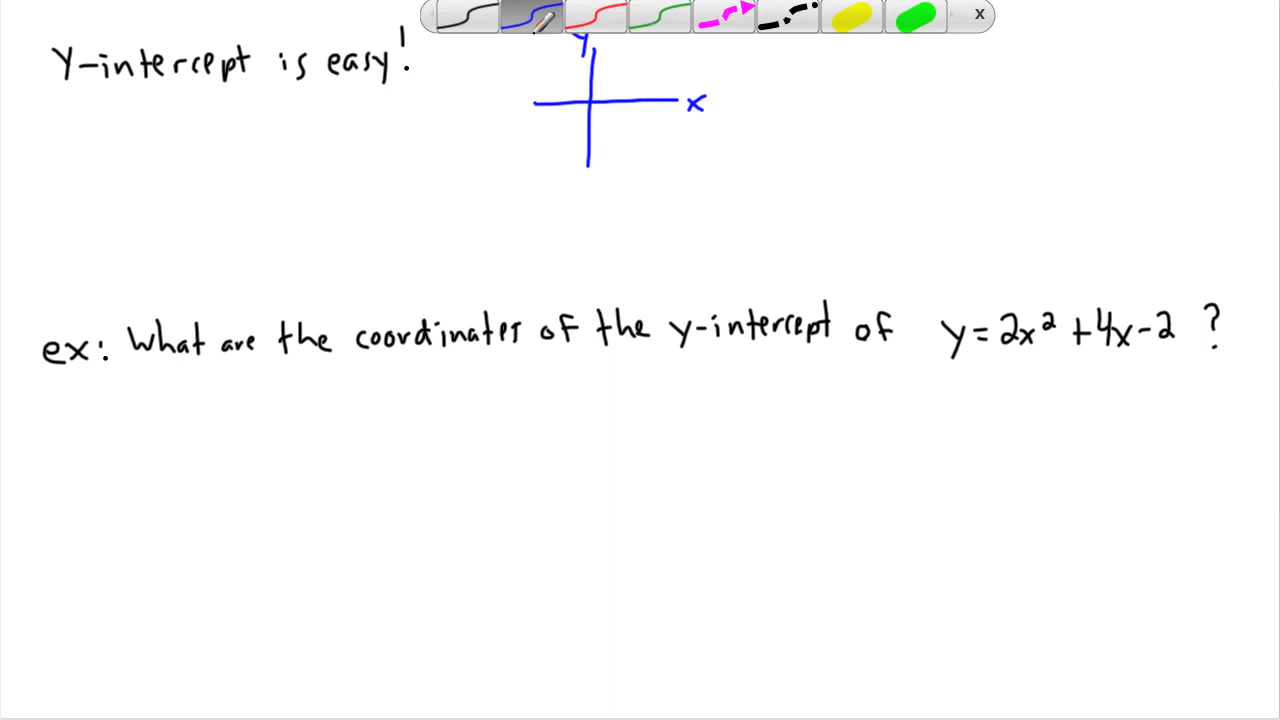 Y-intercept is easy!
y
x
ex: What are the coordinates of the y-intercept of y = 2x² + 4x - 2 ?
x